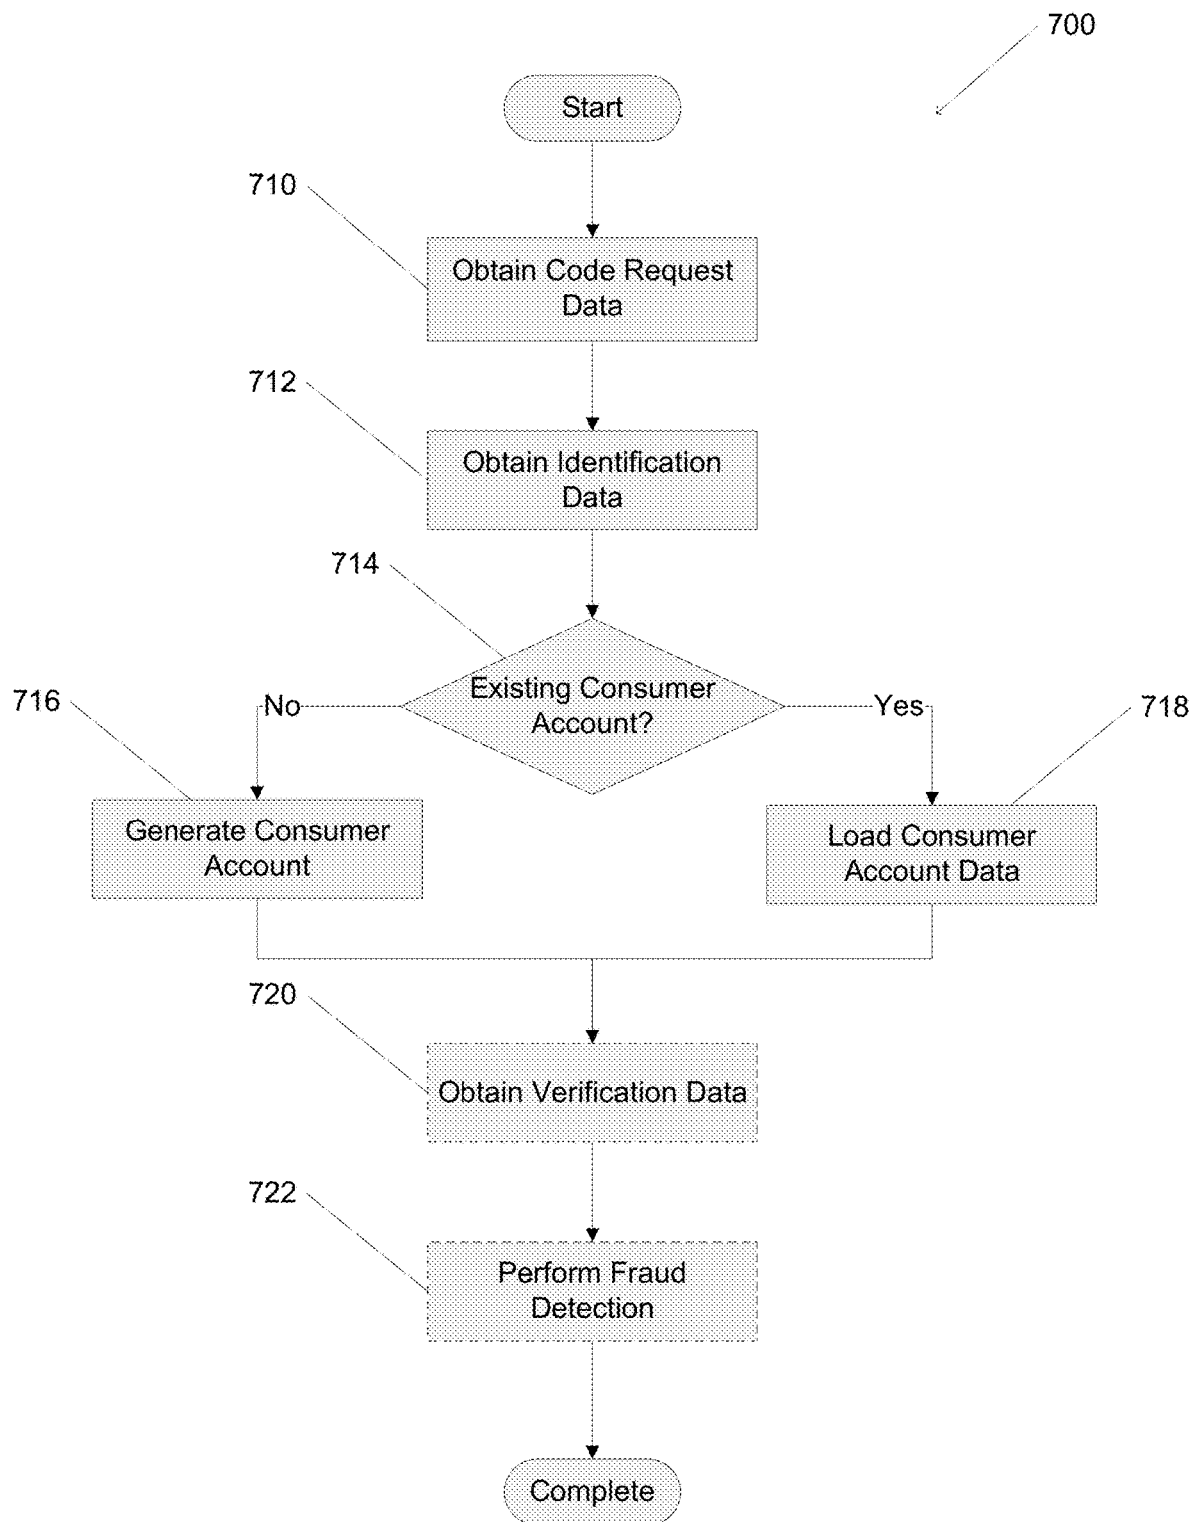 700
Start
710
Obtain Code Request
Data
712
Obtain Identification
Data
714
Existing Consumer
Account?
No
Yes
716
718
Generate Consumer
Account
Load Consumer
Account Data
720
Obtain Verification Data
722
Perform Fraud
Detection
Complete